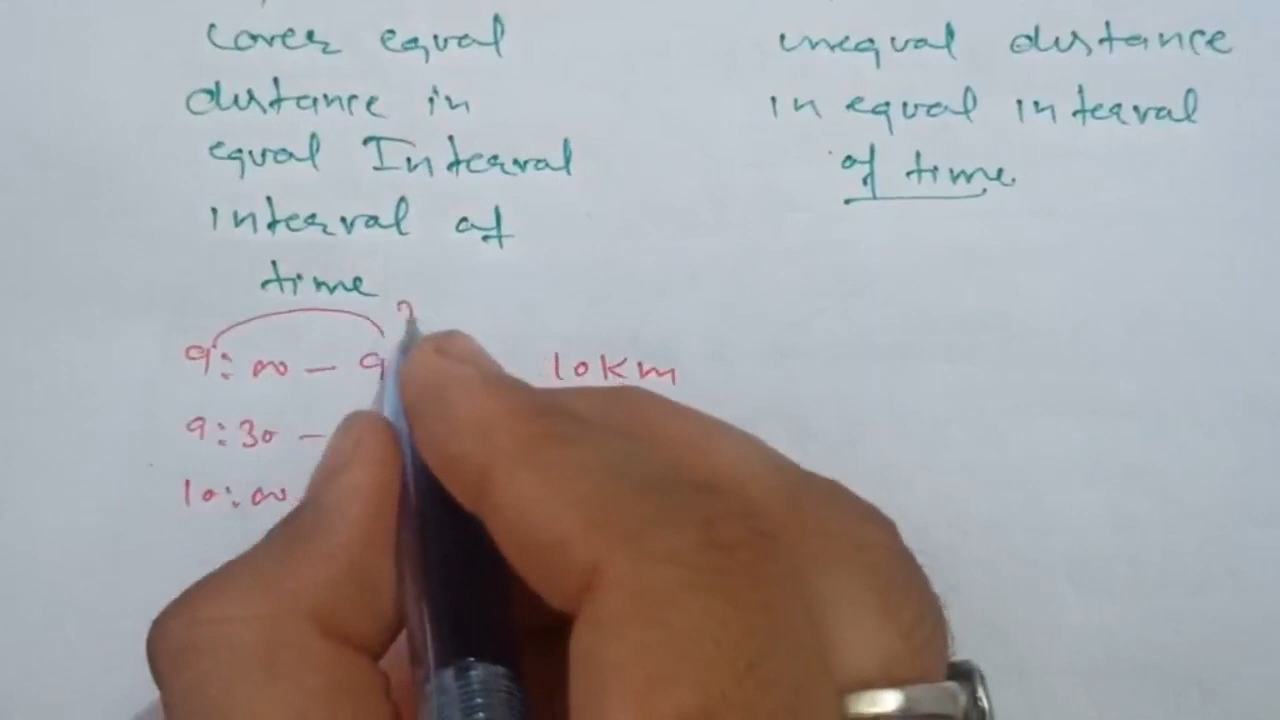 cover equal
distance in
equal Interval
interval of
time
9:00 - 9
10km
9:30 -
10:00
unequal distance
in equal interval
of time